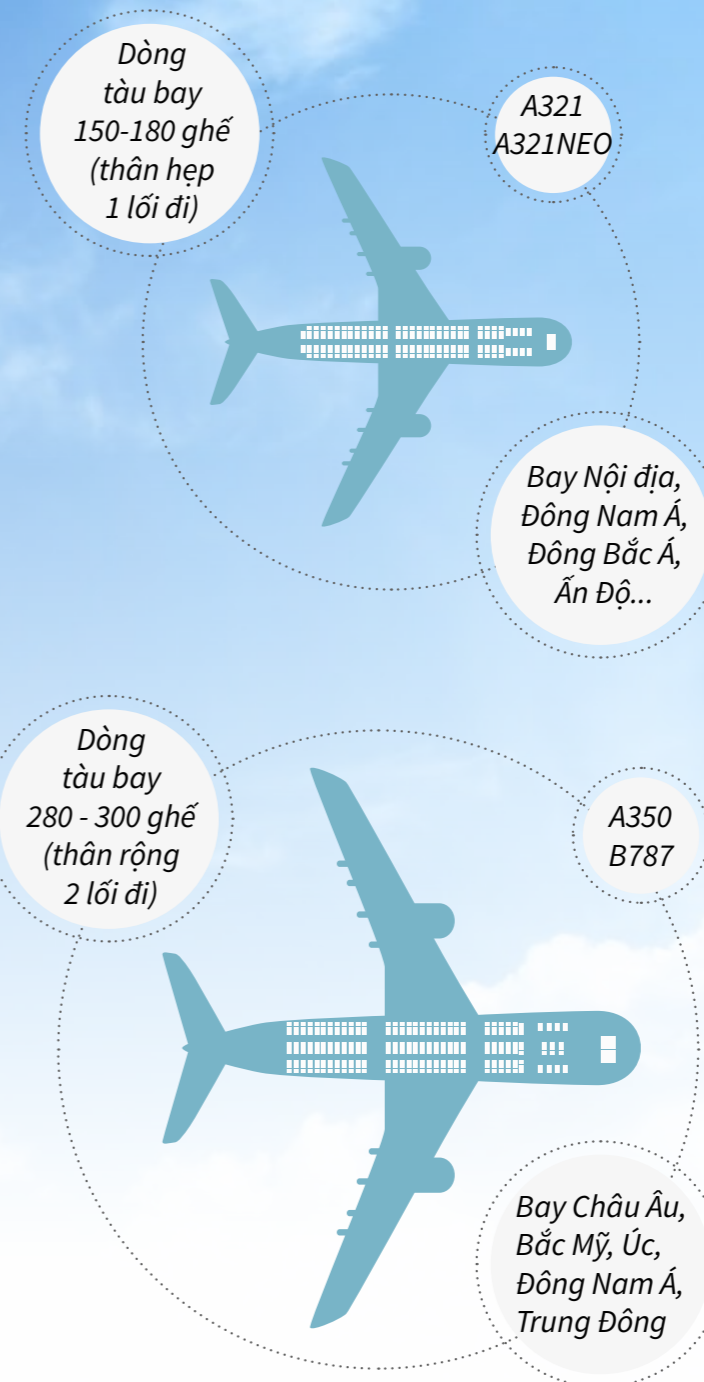 Dòng
tàu bay
150-180 ghế
(thân hẹp
1 lối đi)
A321
A321NEO
Bay Nội địa,
Đông Nam Á,
Đông Bắc Á,
Ấn Độ...
Dòng
tàu bay
280 - 300 ghế
(thân rộng
2 lối đi)
A350
B787
Bay Châu Âu,
Bắc Mỹ, Úc,
Đông Nam Á,
Trung Đông